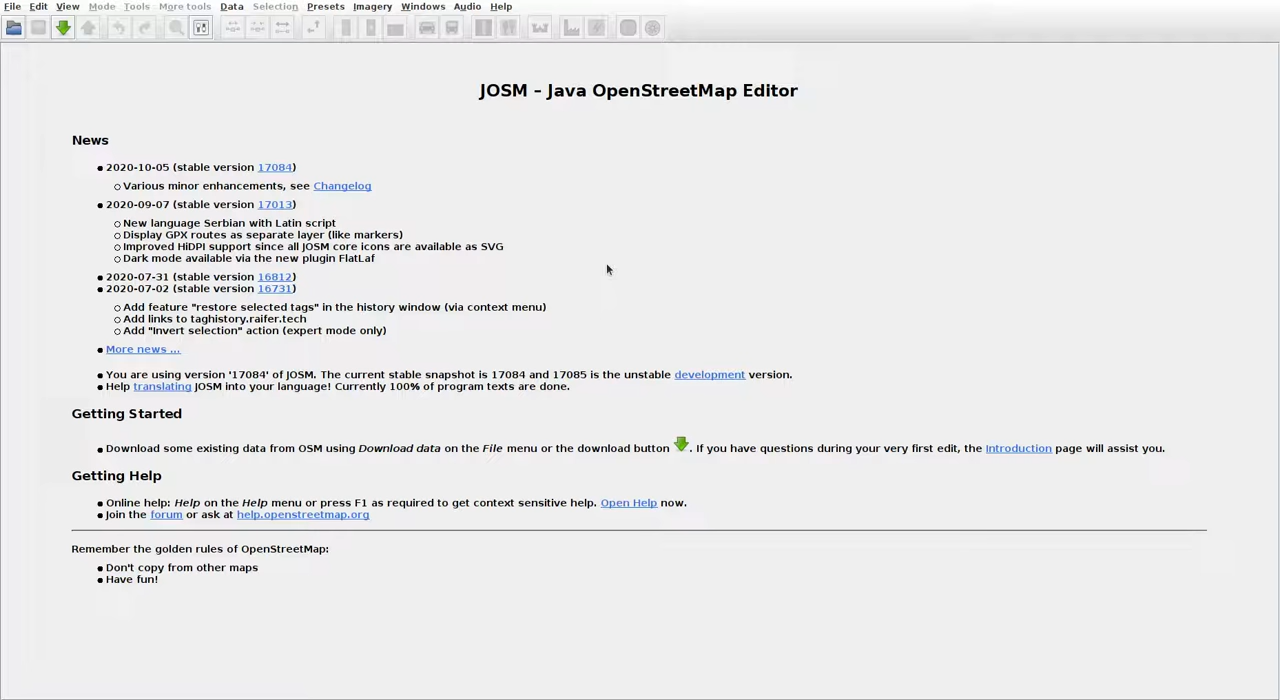 File Edit View Mode Tools More tools Data Selection Presets Imagery Windows Audio Help
JOSM – Java OpenStreetMap Editor
News
2020-10-05 (stable version 17084)
Various minor enhancements, see Changelog
2020-09-07 (stable version 17013)
New language Serbian with Latin script
Display GPX routes as separate layer (like markers)
Improved HiDPI support since all JOSM core icons are available as SVG
Dark mode available via the new plugin FlatLaf
2020-07-31 (stable version 16812)
2020-07-02 (stable version 16731)
Add feature "restore selected tags" in the history window (via context menu)
Add links to taghistory.raifer.tech
Add "Invert selection" action (expert mode only)
More news ...
You are using version '17084' of JOSM. The current stable snapshot is 17084 and 17085 is the unstable development version.
Help translating JOSM into your language! Currently 100% of program texts are done.
Getting Started
Download some existing data from OSM using Download data on the File menu or the download button . If you have questions during your very first edit, the Introduction page will assist you.
Getting Help
Online help: Help on the Help menu or press F1 as required to get context sensitive help. Open Help now.
Join the forum or ask at help.openstreetmap.org
Remember the golden rules of OpenStreetMap:
Don't copy from other maps
Have fun!